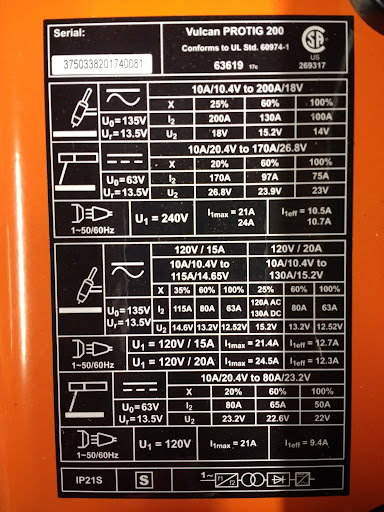 Serial:
3750338201740081
Vulcan PROTIG 200
Conforms to UL Std. 60974-1
63619 17c
SA
US
269317
10A/10.4V to 200A/18V
X 25% 60% 100%
U0=135V I2 200A 130A 100A
Ur=13.5V U2 18V 15.2V 14V
10A/20.4V to 170A/26.8V
X 20% 60% 100%
U0=63V I2 170A 97A 75A
Ur=13.5V U2 26.8V 23.9V 23V
1~50/60Hz U1 = 240V I1max = 21A 24A I1eff = 10.5A 10.7A
120V / 15A 120V / 20A
10A/10.4V to 115A/14.65V 10A/10.4V to 130A/15.2V
X 35% 60% 100% 25% 60% 100%
U0=135V I2 115A 80A 63A 120A AC 130A DC 80A 63A
Ur=13.5V U2 14.6V 13.2V 12.52V 15.2V 13.2V 12.52V
U1 = 120V / 15A I1max = 21.4A I1eff = 12.7A
1~50/60Hz U1 = 120V / 20A I1max = 24.5A I1eff = 12.3A
10A/20.4V to 80A/23.2V
X 20% 60% 100%
U0=63V I2 80A 65A 50A
Ur=13.5V U2 23.2V 22.6V 22V
1~50/60Hz U1 = 120V I1max = 21A I1eff = 9.4A
IP21S S 1~ f1 f2